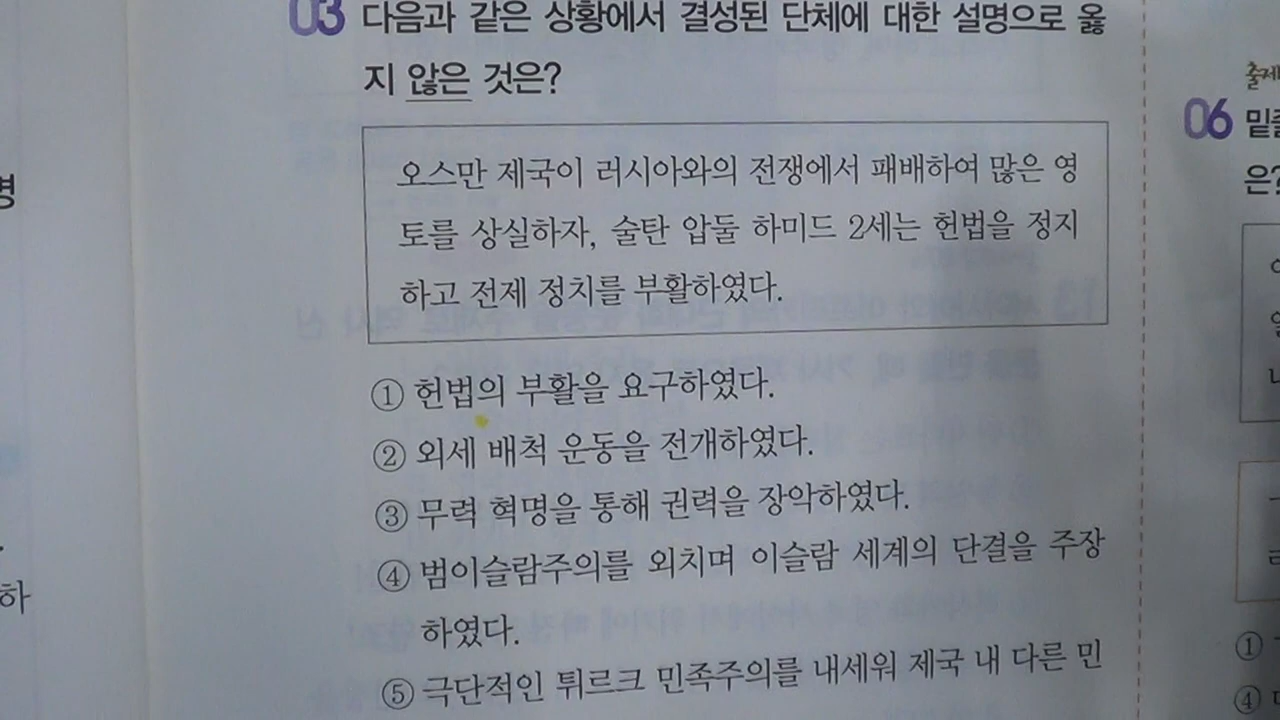 03 다음과 같은 상황에서 결성된 단체에 대한 설명으로 옳
지 않은 것은?
오스만 제국이 러시아와의 전쟁에서 패배하여 많은 영
토를 상실하자, 술탄 압둘 하미드 2세는 헌법을 정지
하고 전제 정치를 부활하였다.
① 헌법의 부활을 요구하였다.
② 외세 배척 운동을 전개하였다.
③ 무력 혁명을 통해 권력을 장악하였다.
④ 범이슬람주의를 외치며 이슬람 세계의 단결을 주장
하였다.
⑤ 극단적인 튀르크 민족주의를 내세워 제국 내 다른 민
하
06
은?
①
④